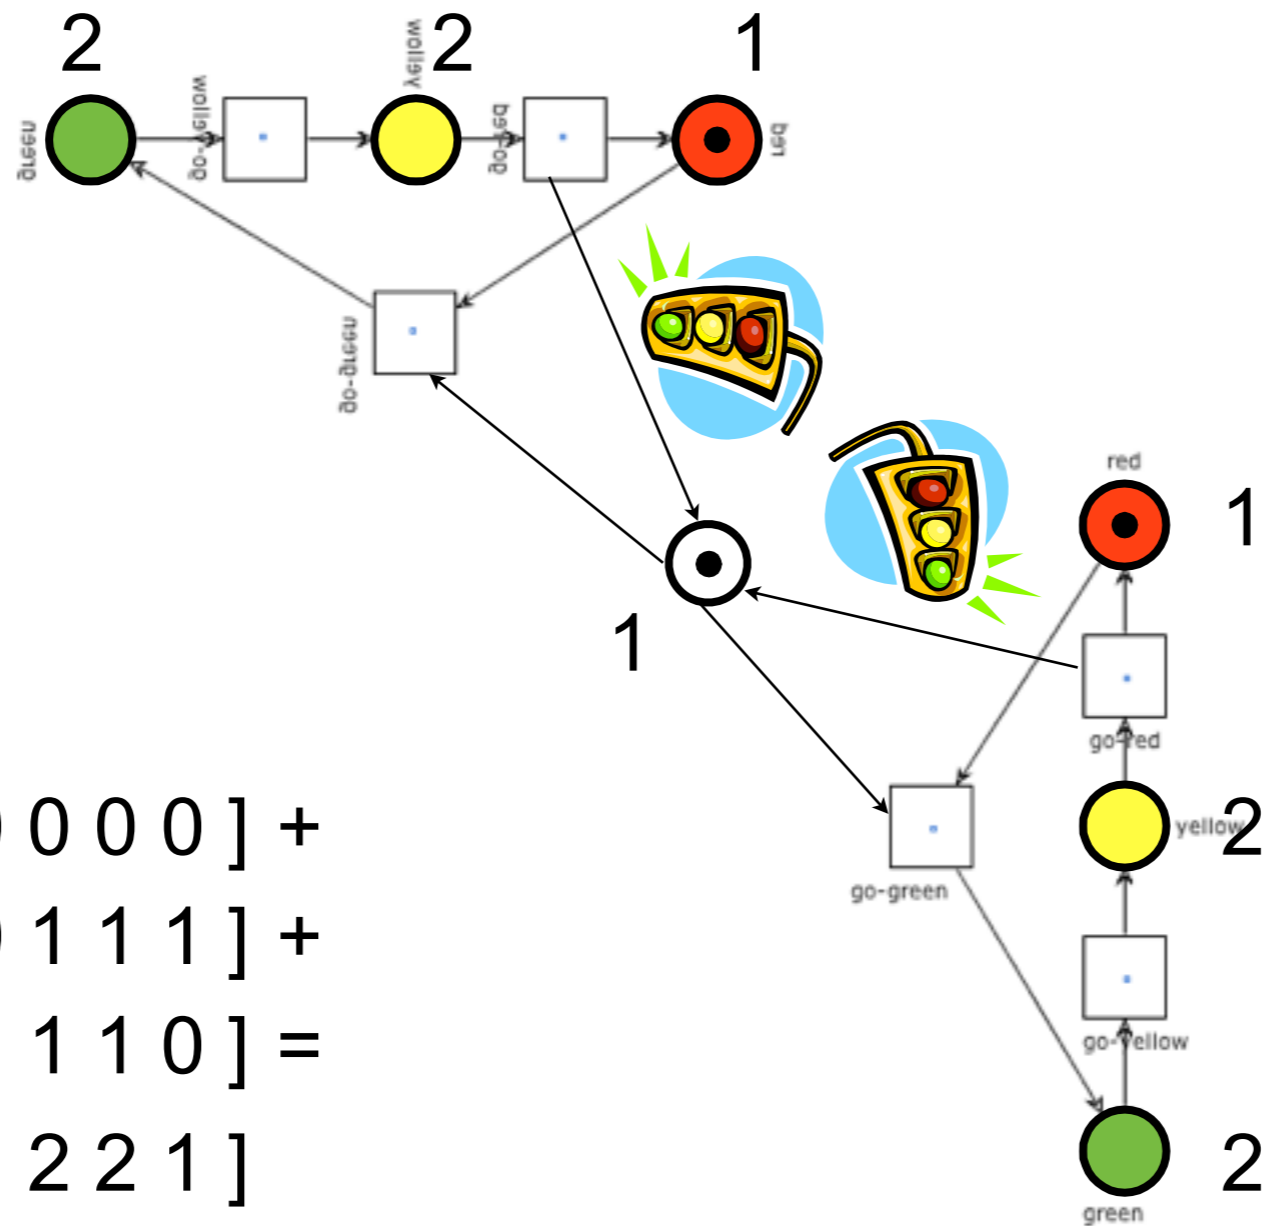 2 2 1
green go-yellow yellow go-red red
go-green
red
1
1
go-red
0 0 0 ] +
yellow 2
go-green
1 1 1 ] +
go-yellow
1 1 0 ] =
2 2 1 ]
2
green